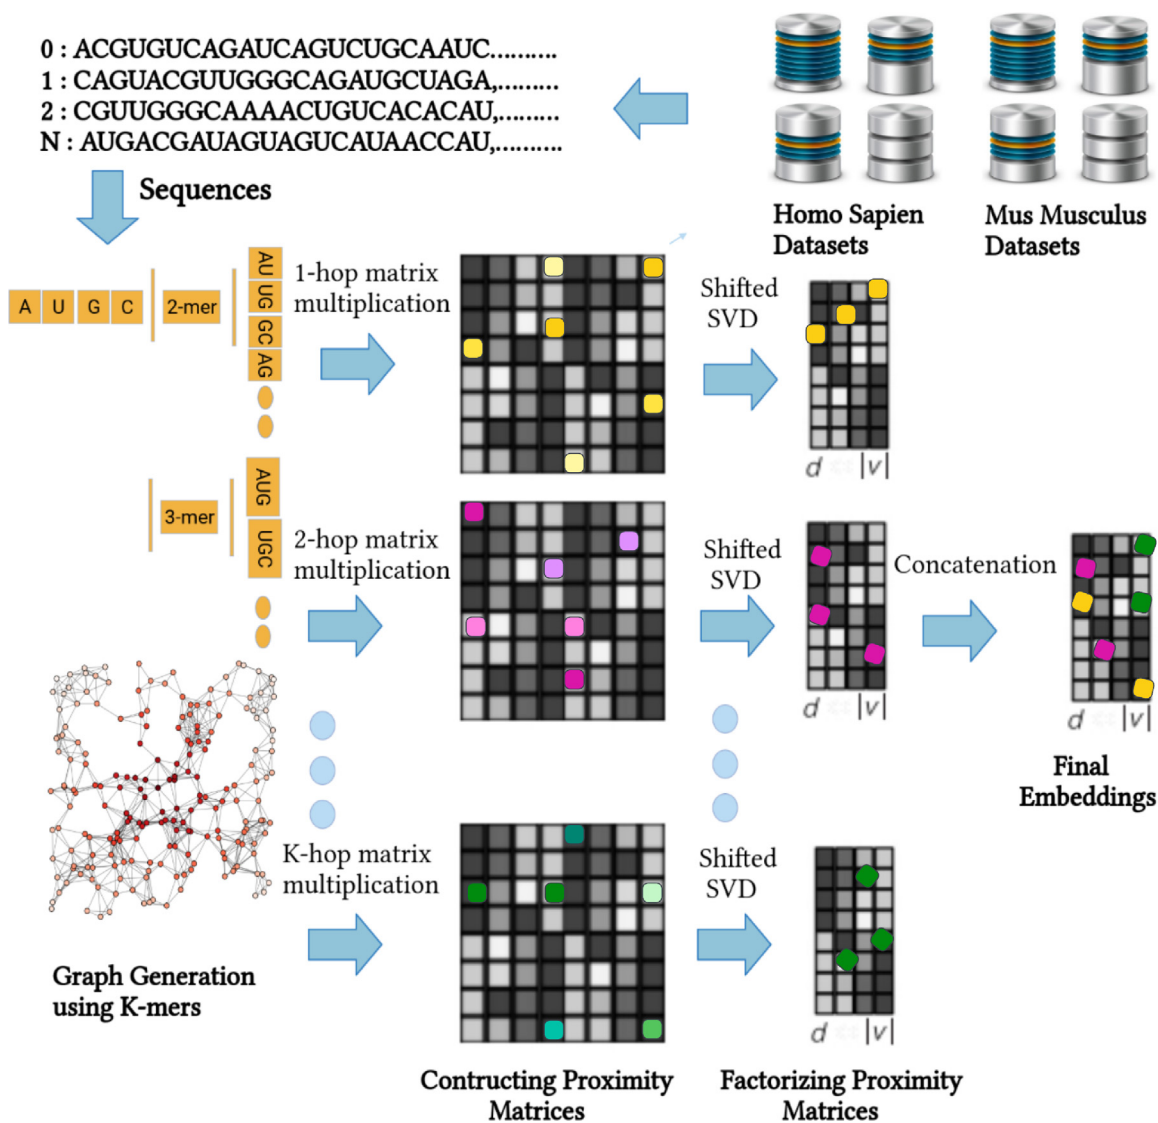 0 : ACGUGUCAGAUCAGUCUGCAAUC..........
1 : CAGUACGUUGGGCAGAUGCUAGA,.........
2 : CGUUGGGCAAAACUGUCACACAU,.........
N : AUGACGAUAGUAGUCAUAACCAU,..........
Sequences
Homo Sapien
Datasets
Mus Musculus
Datasets
A U G C
2-mer
AU
UG
GC
AG
1-hop matrix
multiplication
Shifted
SVD
d << |v|
3-mer
AUG
UGC
2-hop matrix
multiplication
Shifted
SVD
d << |v|
Concatenation
d << |v|
Final
Embeddings
K-hop matrix
multiplication
Shifted
SVD
d << |v|
Graph Generation
using K-mers
Contructing Proximity
Matrices
Factorizing Proximity
Matrices